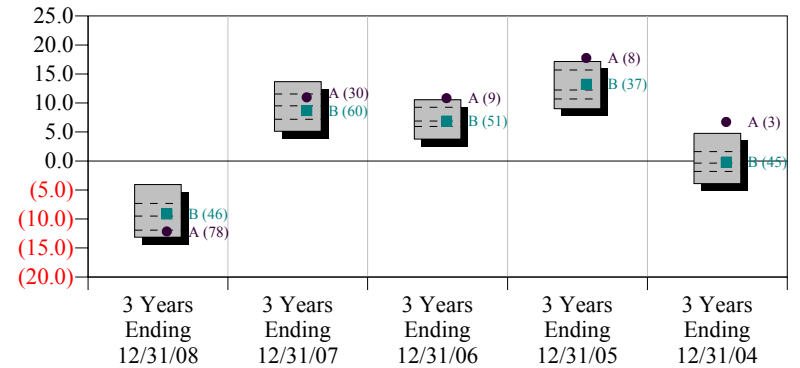 25.0
20.0
15.0
10.0
5.0
0.0
(5.0)
(10.0)
(15.0)
(20.0)
B (46)
A (78)
A (30)
B (60)
A (9)
B (51)
A (8)
B (37)
A (3)
B (45)
3 Years
Ending
12/31/08
3 Years
Ending
12/31/07
3 Years
Ending
12/31/06
3 Years
Ending
12/31/05
3 Years
Ending
12/31/04